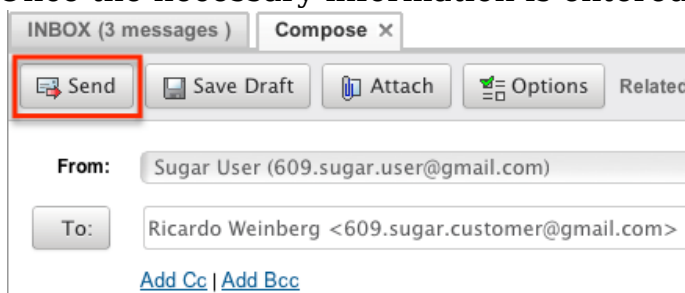 INBOX (3 messages ) Compose ×
Send Save Draft Attach Options Related
From: Sugar User (609.sugar.user@gmail.com)
To: Ricardo Weinberg <609.sugar.customer@gmail.com>
Add Cc | Add Bcc